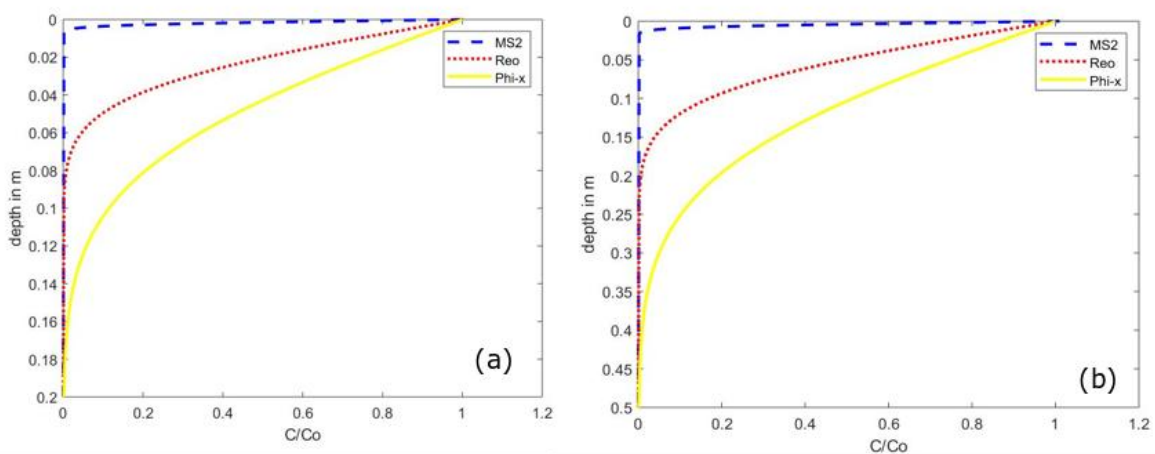 0
0.02
0.04
0.06
0.08
0.1
0.12
0.14
0.16
0.18
0.2
depth in m
MS2
Reo
Phi-x
(a)
0 0.2 0.4 0.6 0.8 1 1.2
C/Co
0
0.05
0.1
0.15
0.2
0.25
0.3
0.35
0.4
0.45
0.5
depth in m
MS2
Reo
Phi-x
(b)
0 0.2 0.4 0.6 0.8 1 1.2
C/Co